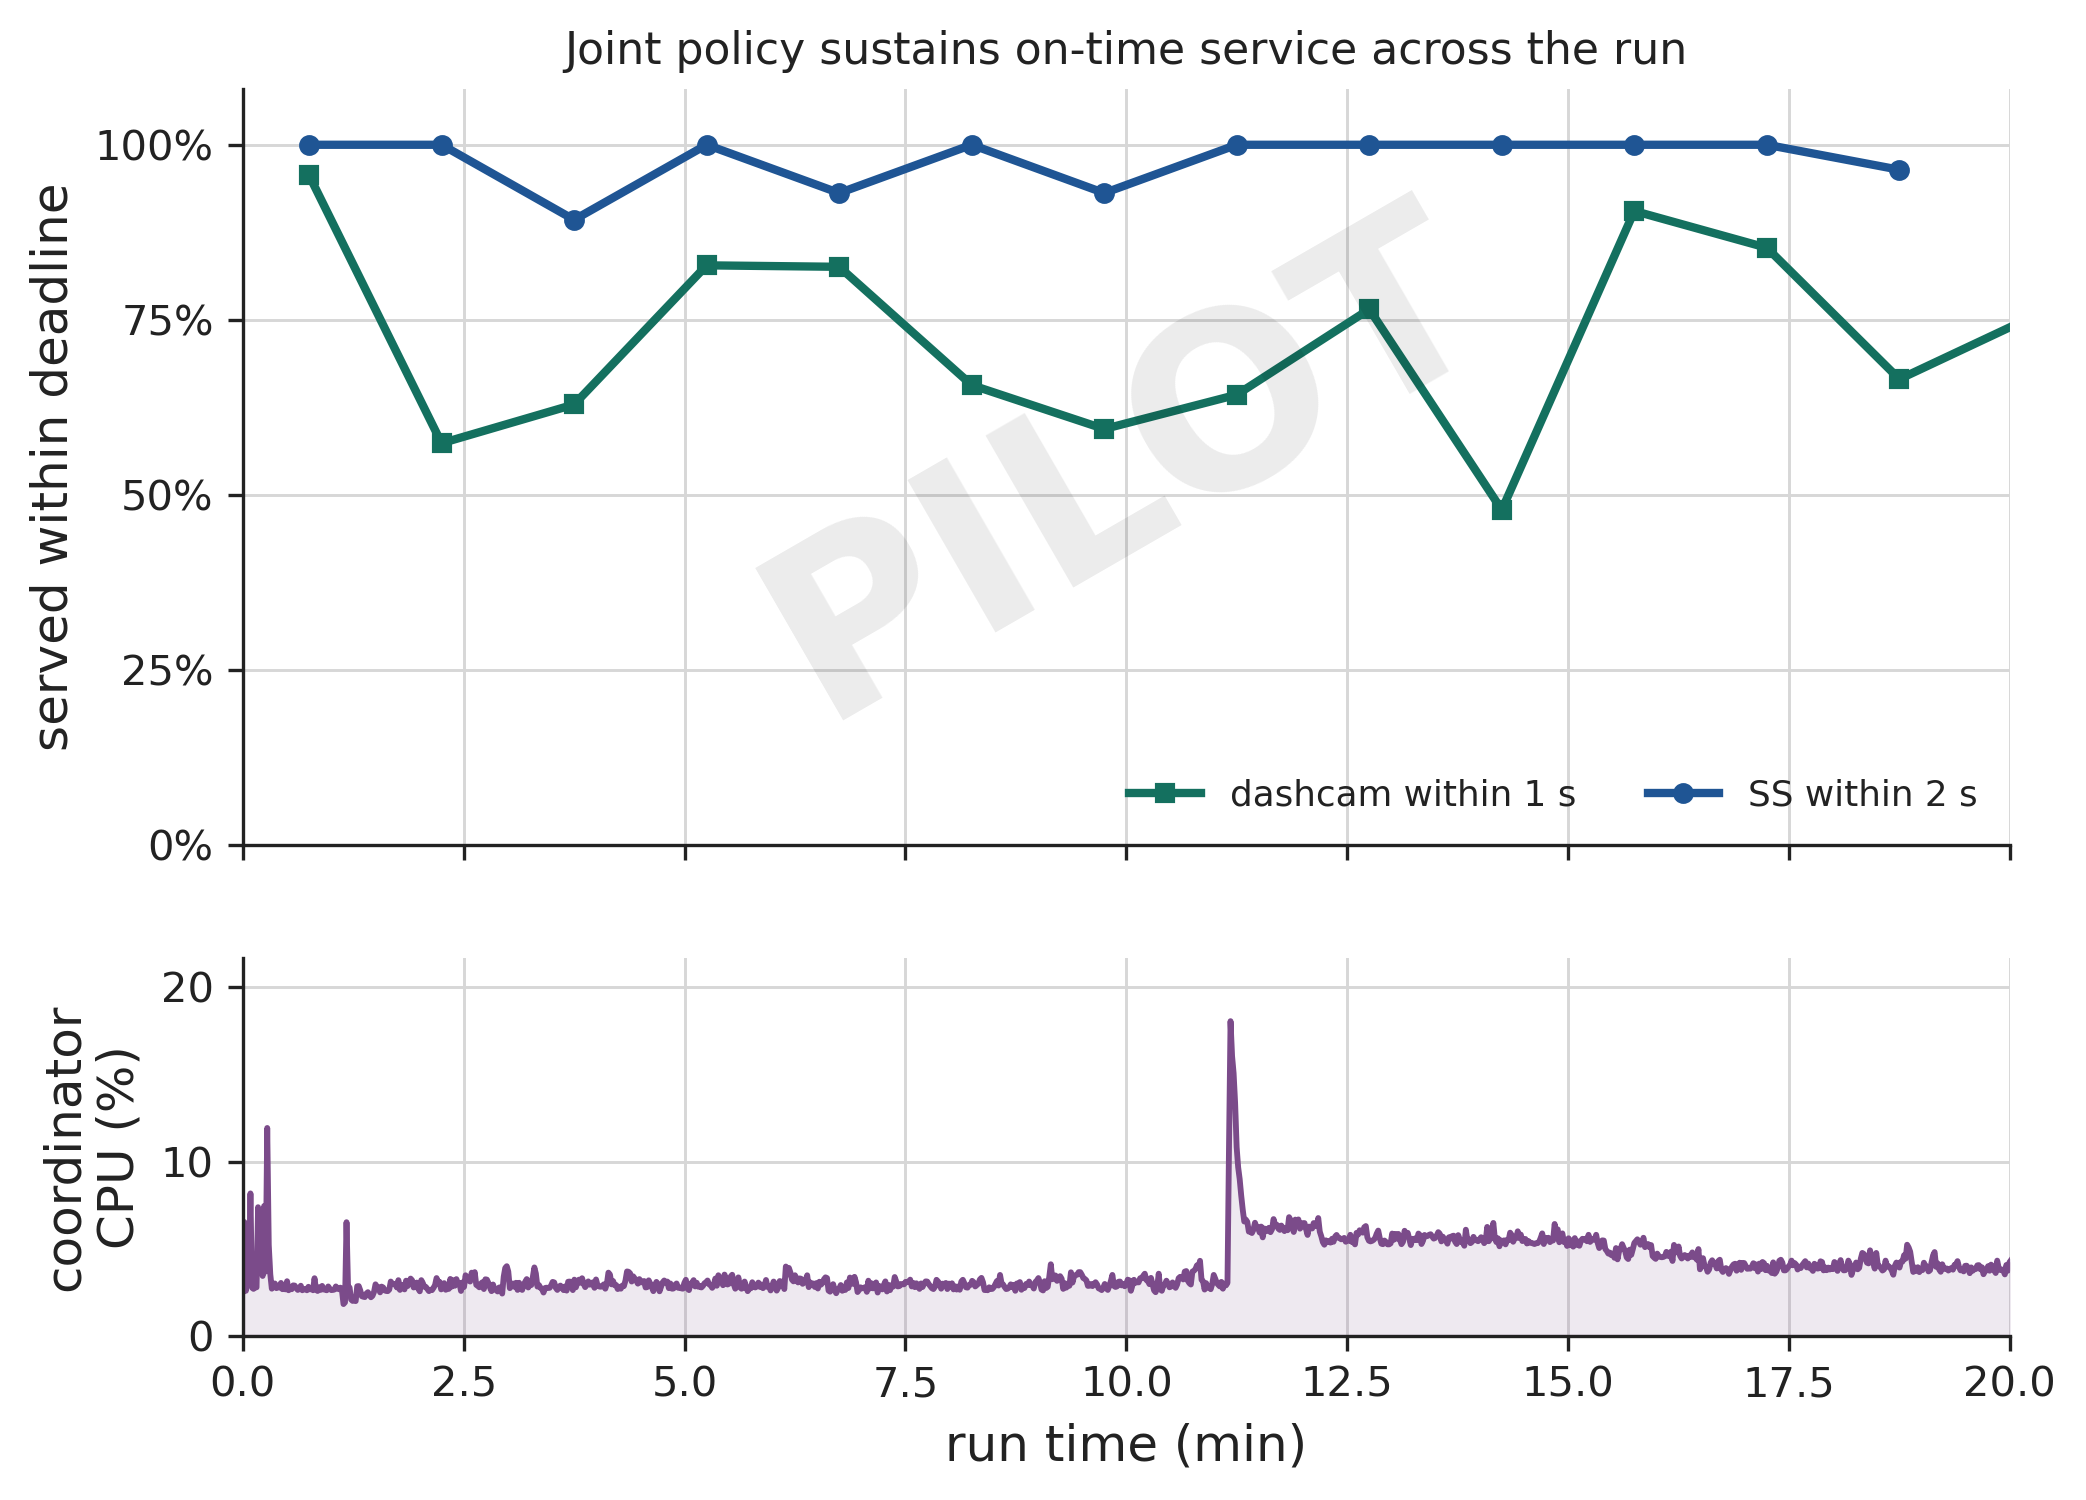 Joint policy sustains on-time service across the run
served within deadline
100%
75%
50%
25%
0%
PILOT
dashcam within 1 s
SS within 2 s
coordinator
CPU (%)
20
10
0
0.0 2.5 5.0 7.5 10.0 12.5 15.0 17.5 20.0
run time (min)